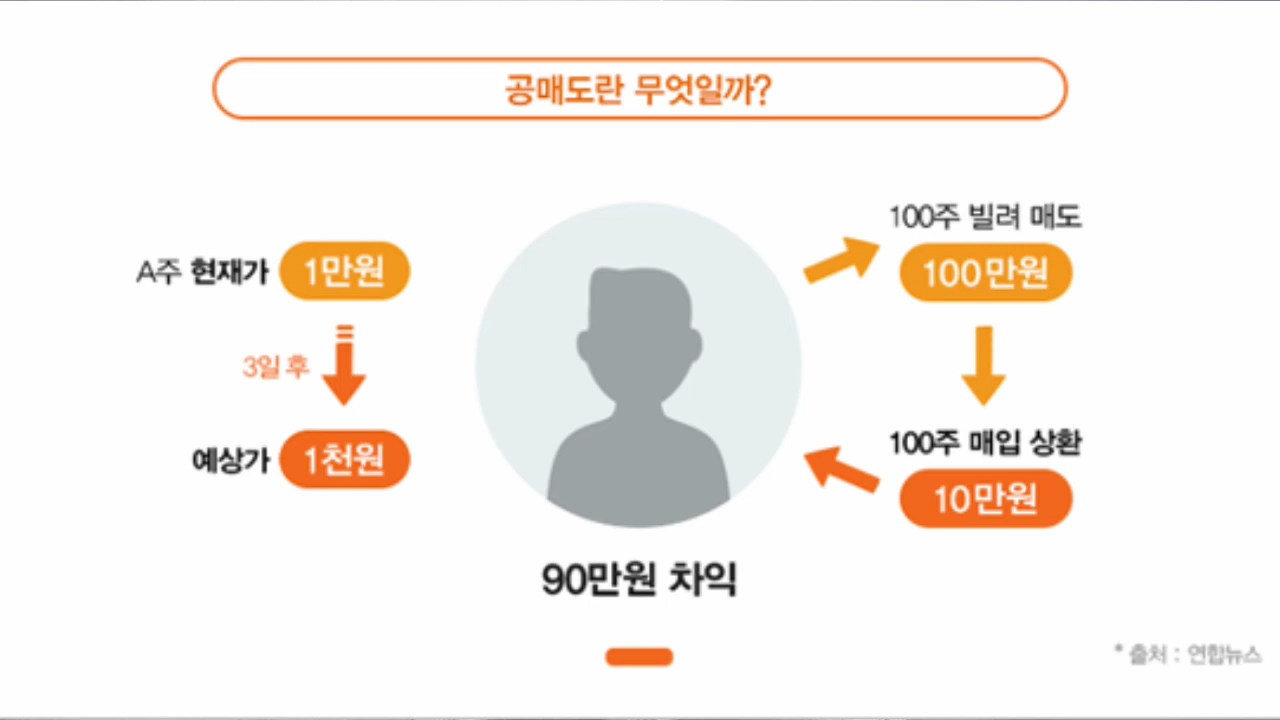 공매도란 무엇일까?
A주 현재가 1만원
3일 후
예상가 1천원
100주 빌려 매도
100만원
100주 매입 상환
10만원
90만원 차익
* 출처 : 연합뉴스